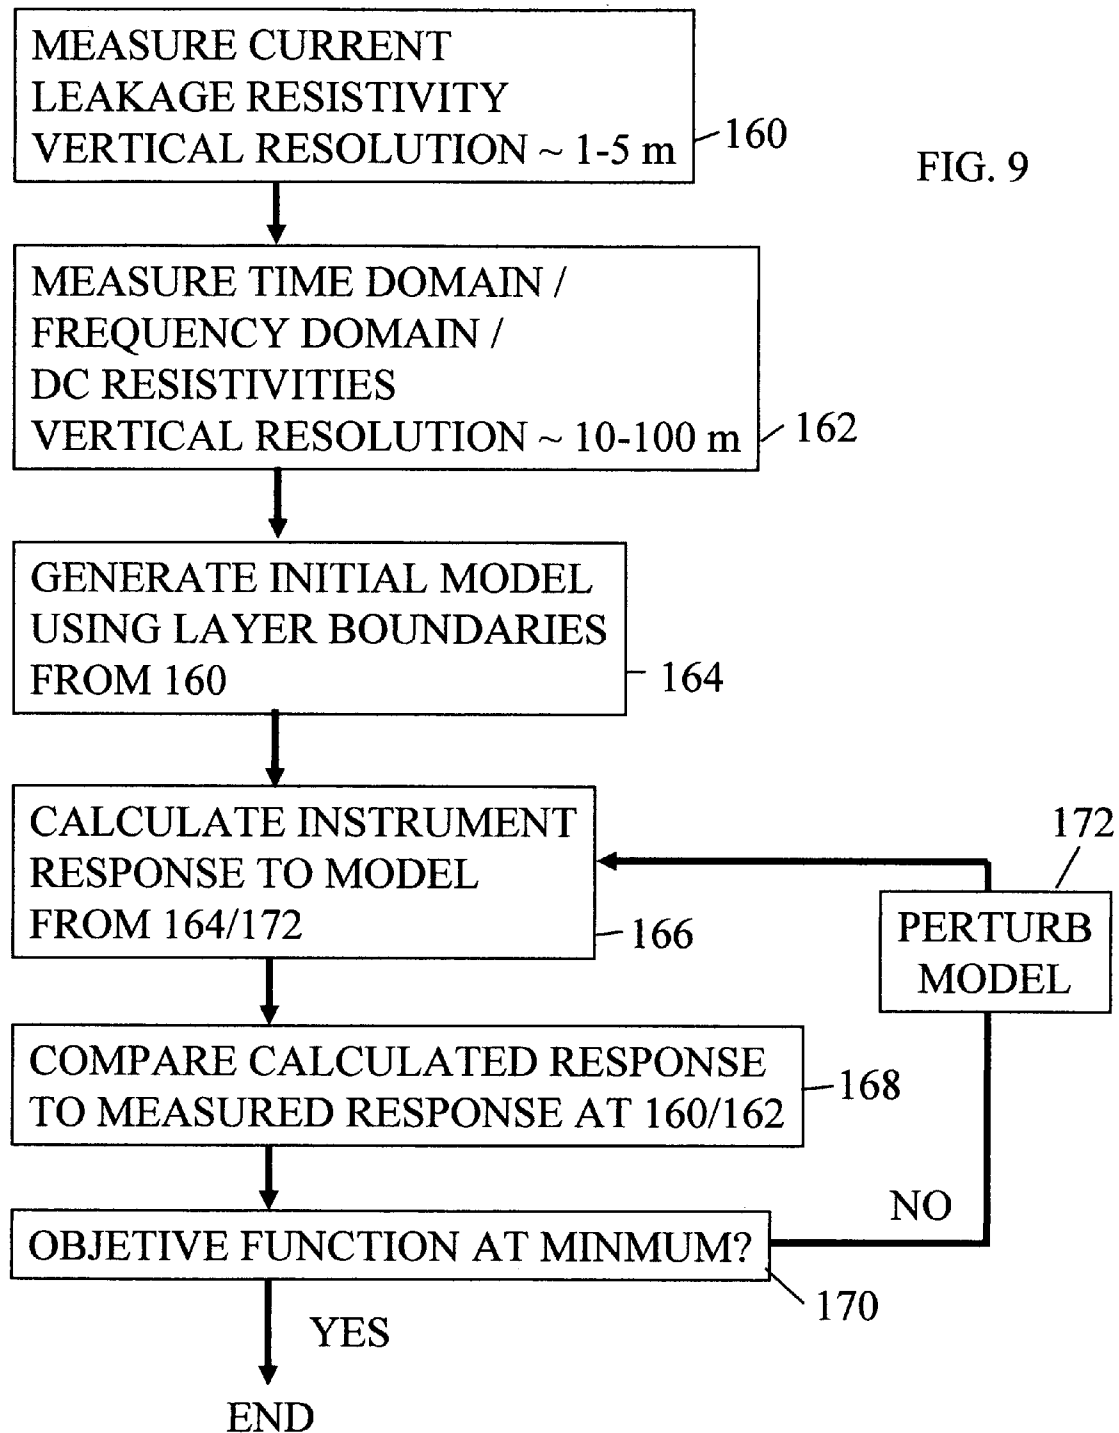 MEASURE CURRENT
LEAKAGE RESISTIVITY
VERTICAL RESOLUTION ~ 1-5 m
160
FIG. 9
MEASURE TIME DOMAIN /
FREQUENCY DOMAIN /
DC RESISTIVITIES
VERTICAL RESOLUTION ~ 10-100 m
162
GENERATE INITIAL MODEL
USING LAYER BOUNDARIES
FROM 160
164
CALCULATE INSTRUMENT
RESPONSE TO MODEL
FROM 164/172
166
172
PERTURB
MODEL
COMPARE CALCULATED RESPONSE
TO MEASURED RESPONSE AT 160/162
168
NO
OBJETIVE FUNCTION AT MINMUM?
170
YES
END